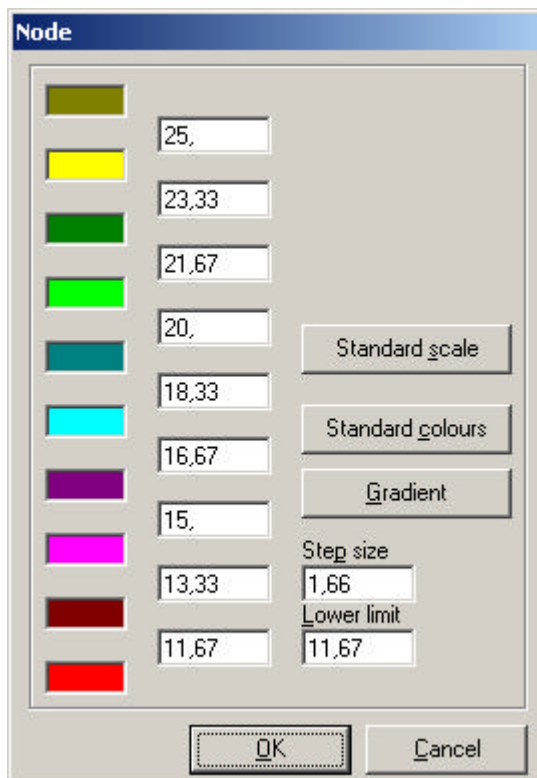 Node
25,
23,33
21,67
20,
Standard scale
18,33
Standard colours
16,67
Gradient
15,
Step size
13,33
1,66
Lower limit
11,67
11,67
OK
Cancel